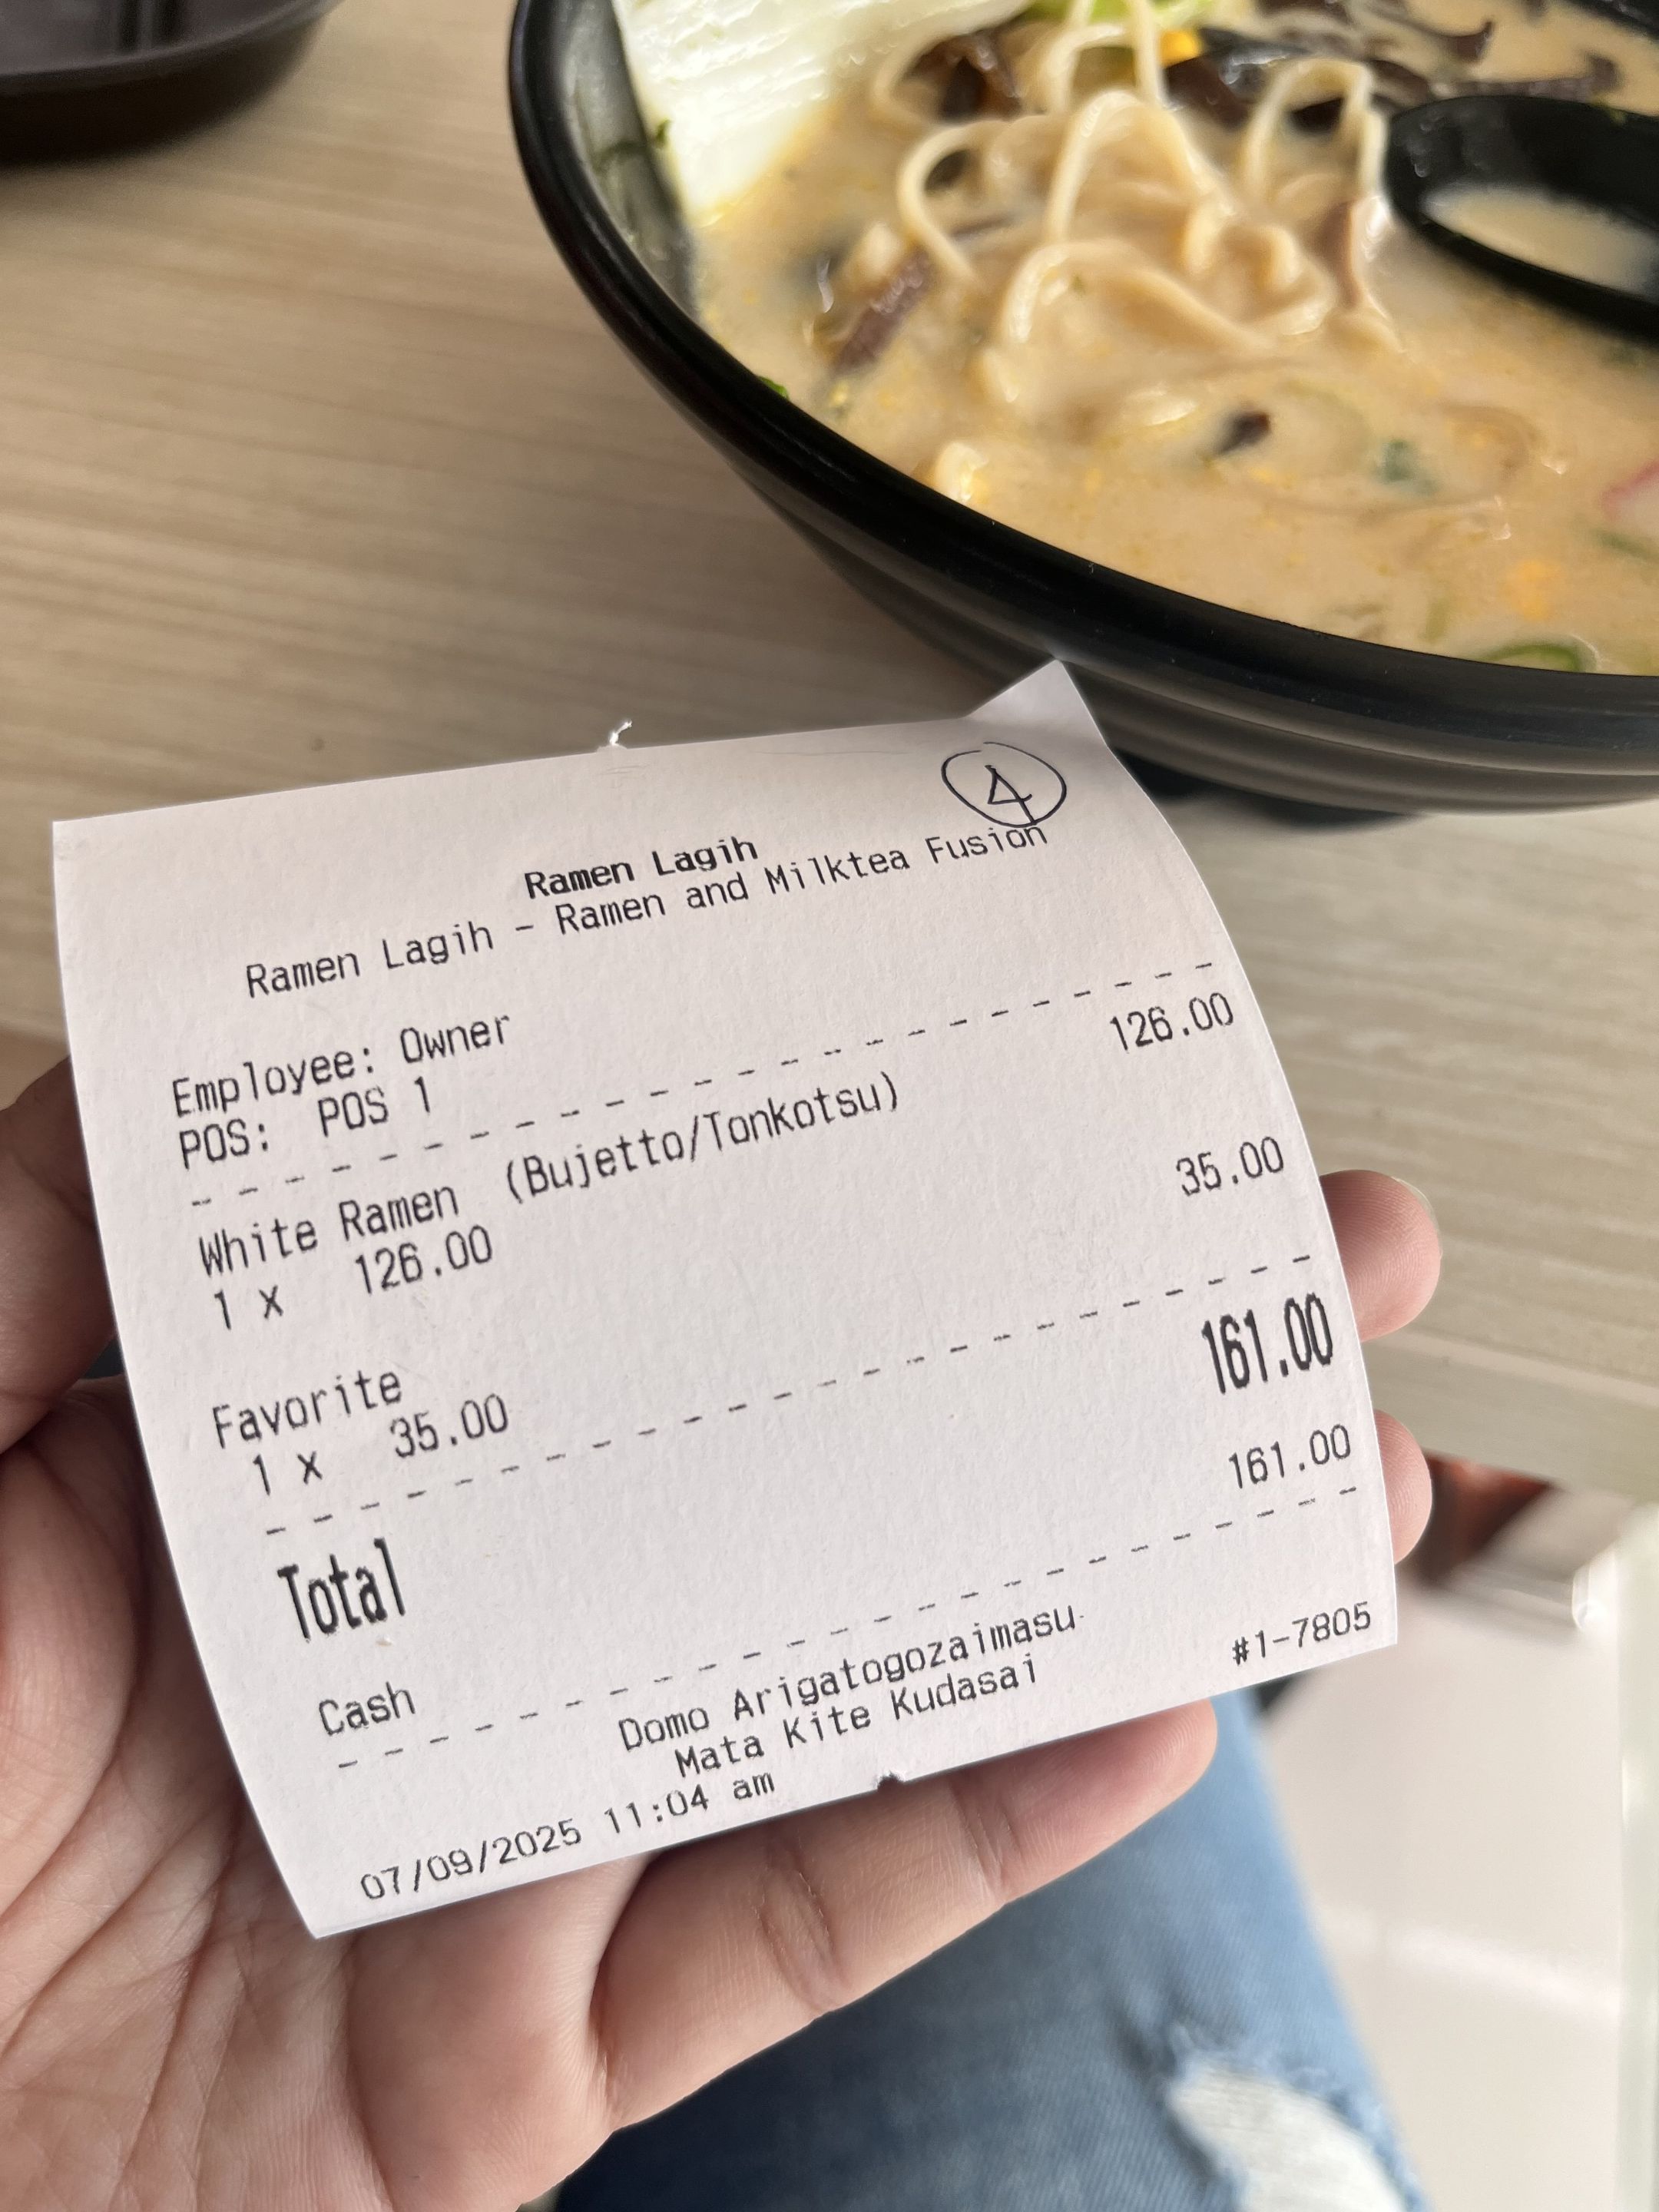 4
Ramen Lagih
Ramen Lagih - Ramen and Milktea Fusion
Employee: Owner
POS: POS 1
White Ramen (Bujetto/Tonkotsu) 126.00
1 x 126.00
Favorite 35.00
1 x 35.00
Total 161.00
Cash 161.00
Domo Arigatogozaimasu
Mata Kite Kudasai
07/09/2025 11:04 am #1-7805